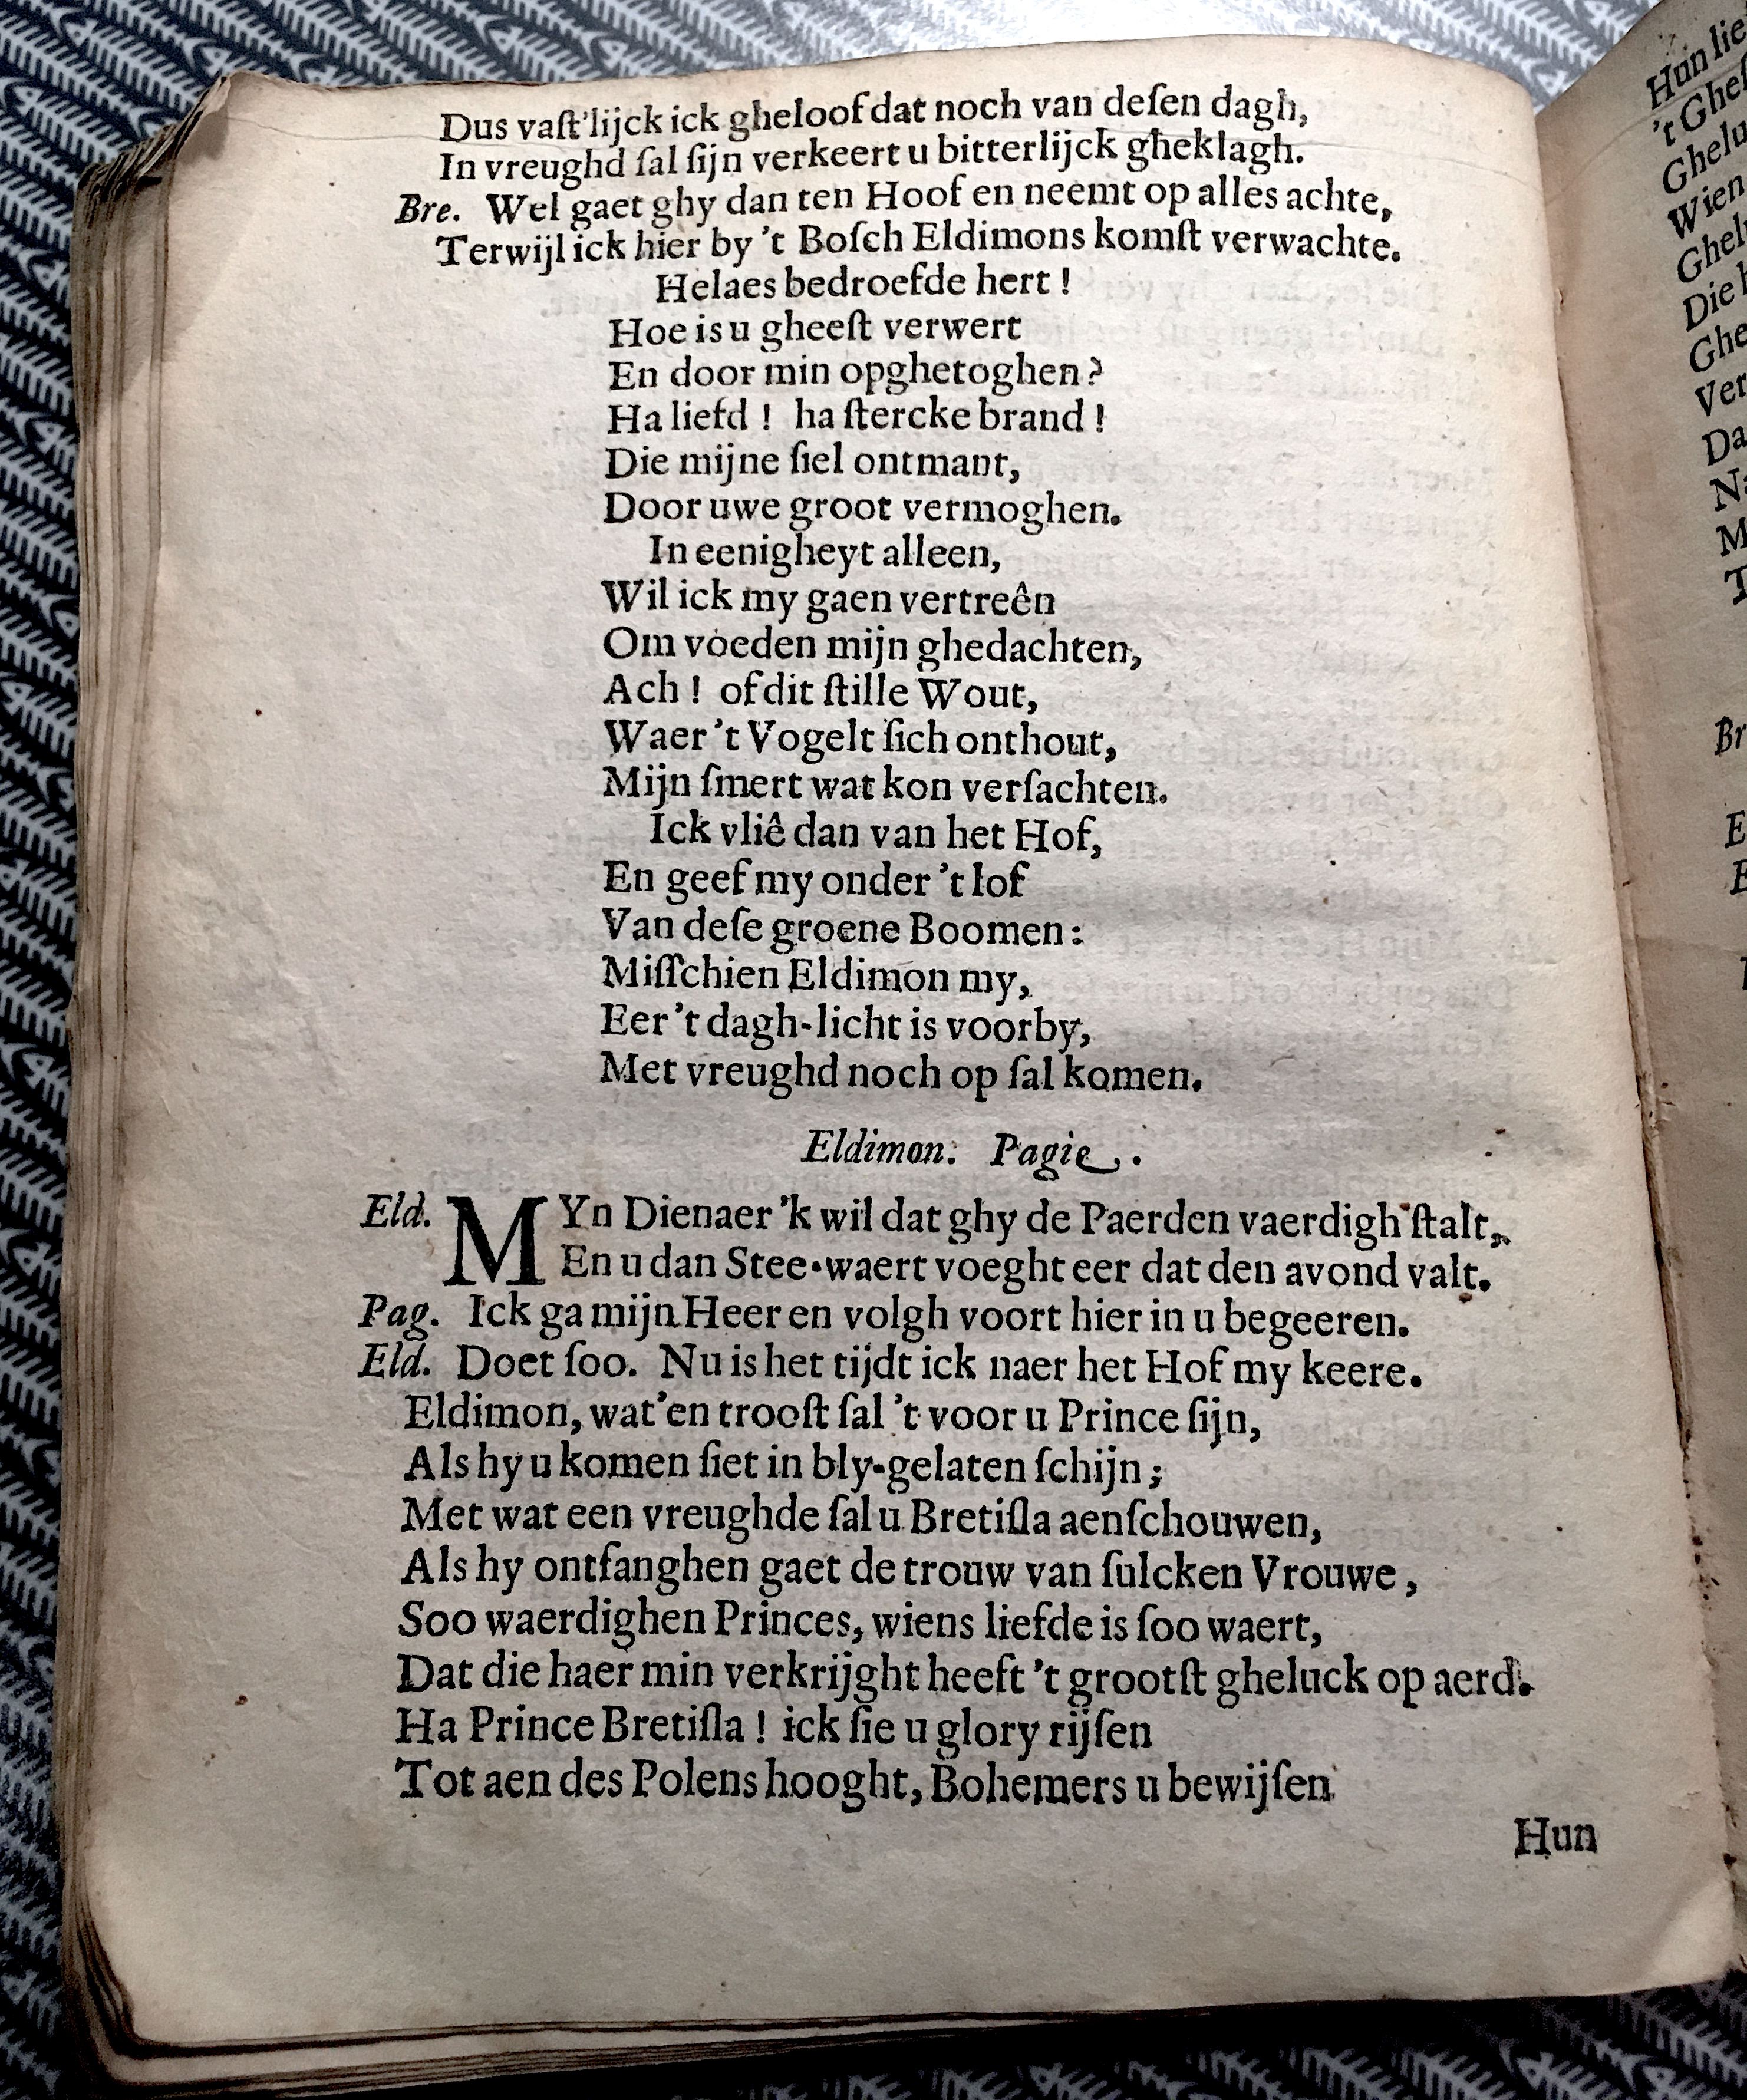 Dus vaſt'lijck ick gheloof dat noch van deſen dagh,
In vreughd ſal ſijn verkeert u bitterlijck gheklagh.
Bre. Wel gaet ghy dan ten Hoof en neemt op alles achte,
Terwijl ick hier by 't Boſch Eldimons komſt verwachte.
Helaes bedroefde hert !
Hoe is u gheeſt verwert
En door min opghetoghen?
Ha liefd ! ha ſtercke brand !
Die mijne ſiel ontmant,
Door uwe groot vermoghen.
In eenigheyt alleen,
Wil ick my gaen vertreên
Om voeden mijn ghedachten,
Ach ! of dit ſtille Wout,
Waer 't Vogelt ſich onthout,
Mijn ſmert wat kon verſachten.
Ick vliê dan van het Hof,
En geef my onder 't lof
Van deſe groene Boomen:
Miſſchien Eldimon my,
Eer 't dagh-licht is voorby,
Met vreughd noch op ſal komen.
Eldimon. Pagie.
Eld. MYn Dienaer 'k wil dat ghy de Paerden vaerdigh ſtalt,
En u dan Stee-waert voeght eer dat den avond valt.
Pag. Ick ga mijn Heer en volgh voort hier in u begeeren.
Eld. Doet ſoo. Nu is het tijdt ick naer het Hof my keere.
Eldimon, wat'en trooſt ſal 't voor u Prince ſijn,
Als hy u komen ſiet in bly-gelaten ſchijn;
Met wat een vreughde ſal u Bretiſla aenſchouwen,
Als hy ontfanghen gaet de trouw van ſulcken Vrouwe,
Soo waerdighen Princes, wiens liefde is ſoo waert,
Dat die haer min verkrijght heeft 't grootſt gheluck op aerd.
Ha Prince Bretiſla ! ick ſie u glory rijſen
Tot aen des Polens hooght, Bohemers u bewijſen
Hun
Hun
't
Wien
Die
Br
E
E